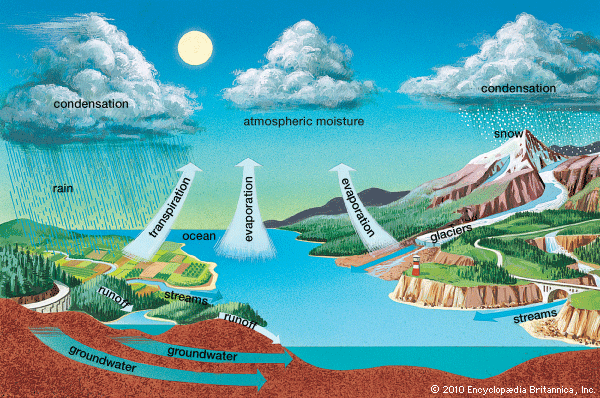 condensation
condensation
atmospheric moisture
snow
rain
transpiration
evaporation
evaporation
ocean
glaciers
runoff
streams
runoff
streams
groundwater
groundwater
© 2010 Encyclopædia Britannica, Inc.